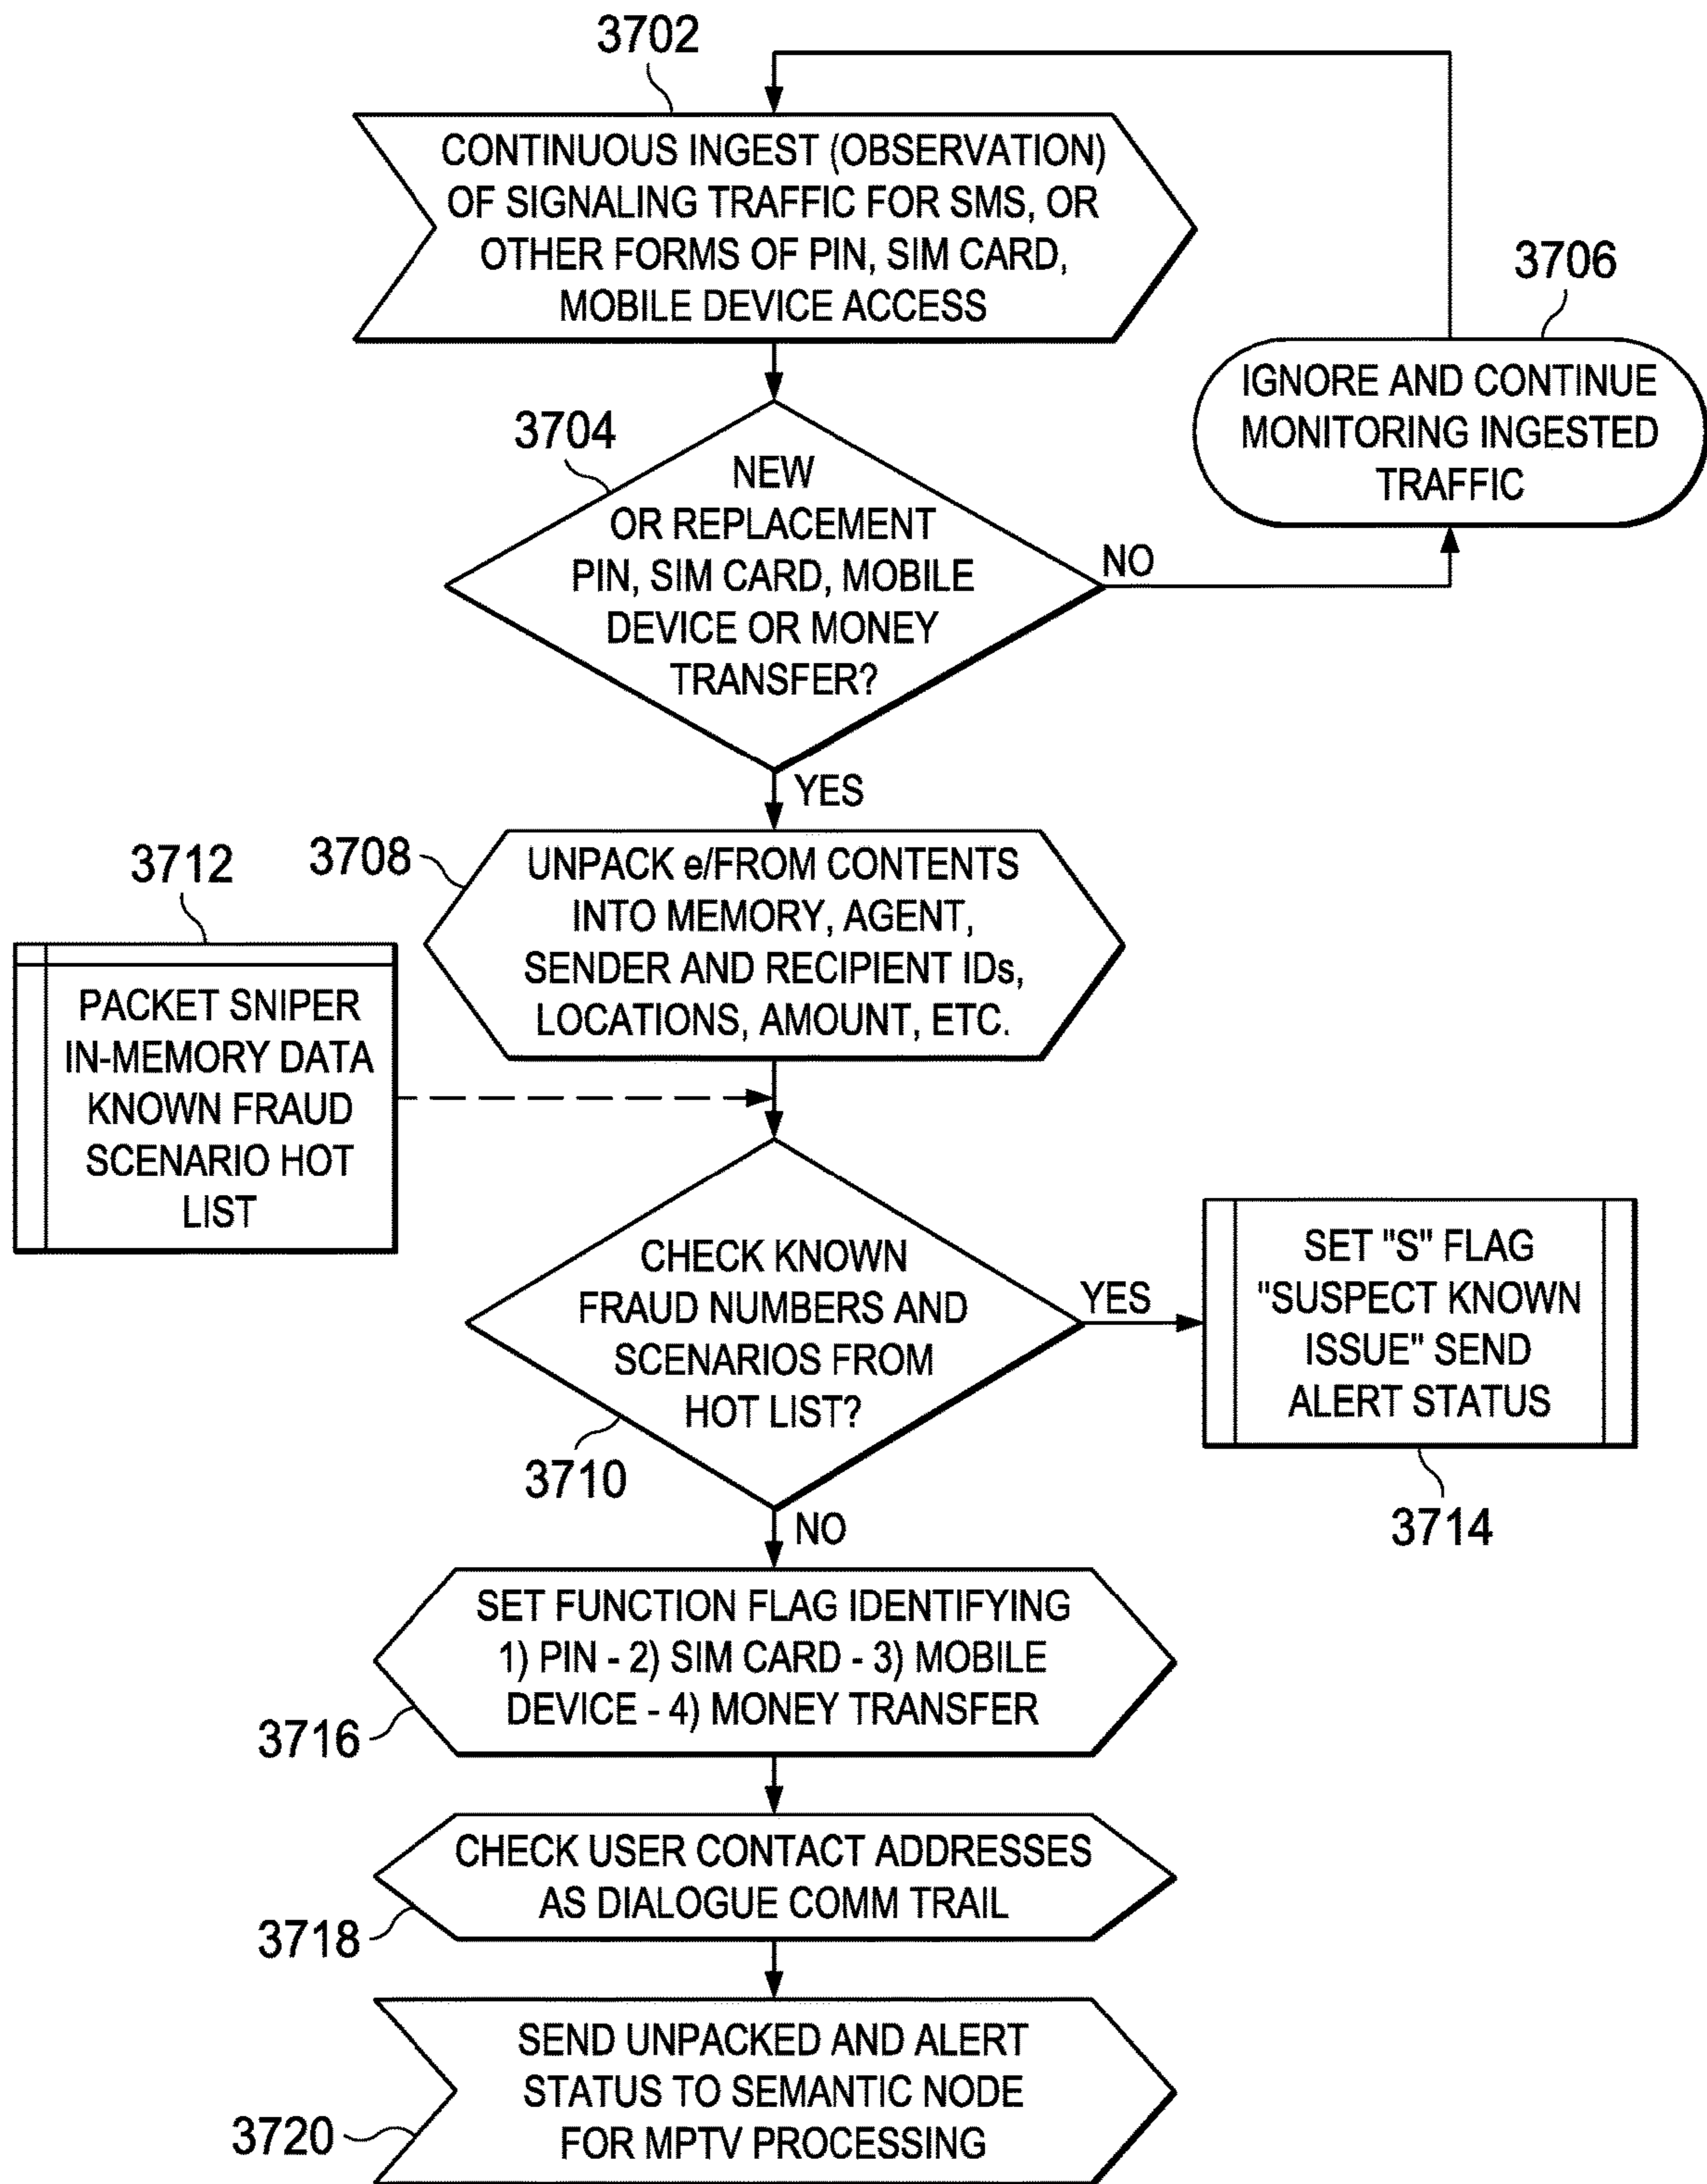 3702
CONTINUOUS INGEST (OBSERVATION)
OF SIGNALING TRAFFIC FOR SMS, OR
OTHER FORMS OF PIN, SIM CARD,
MOBILE DEVICE ACCESS
3706
IGNORE AND CONTINUE
MONITORING INGESTED
TRAFFIC
3704
NEW
OR REPLACEMENT
PIN, SIM CARD, MOBILE
DEVICE OR MONEY
TRANSFER?
NO
YES
3708
UNPACK e/FROM CONTENTS
INTO MEMORY, AGENT,
SENDER AND RECIPIENT IDs,
LOCATIONS, AMOUNT, ETC.
3712
PACKET SNIPER
IN-MEMORY DATA
KNOWN FRAUD
SCENARIO HOT
LIST
CHECK KNOWN
FRAUD NUMBERS AND
SCENARIOS FROM
HOT LIST?
3710
YES
SET "S" FLAG
"SUSPECT KNOWN
ISSUE" SEND
ALERT STATUS
3714
NO
SET FUNCTION FLAG IDENTIFYING
1) PIN - 2) SIM CARD - 3) MOBILE
DEVICE - 4) MONEY TRANSFER
3716
CHECK USER CONTACT ADDRESSES
AS DIALOGUE COMM TRAIL
3718
SEND UNPACKED AND ALERT
STATUS TO SEMANTIC NODE
FOR MPTV PROCESSING
3720